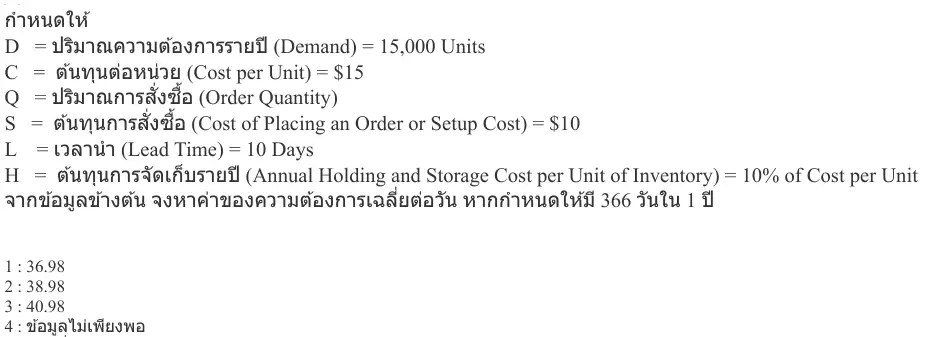 กำหนดให้
D = ปริมาณความต้องการรายปี (Demand) = 15,000 Units
C = ต้นทุนต่อหน่วย (Cost per Unit) = $15
Q = ปริมาณการสั่งซื้อ (Order Quantity)
S = ต้นทุนการสั่งซื้อ (Cost of Placing an Order or Setup Cost) = $10
L = เวลานำ (Lead Time) = 10 Days
H = ต้นทุนการจัดเก็บรายปี (Annual Holding and Storage Cost per Unit of Inventory) = 10% of Cost per Unit
จากข้อมูลข้างต้น จงหาค่าของความต้องการเฉลี่ยต่อวัน หากกำหนดให้มี 366 วันใน 1 ปี
1 : 36.98
2 : 38.98
3 : 40.98
4 : ข้อมูลไม่เพียงพอ